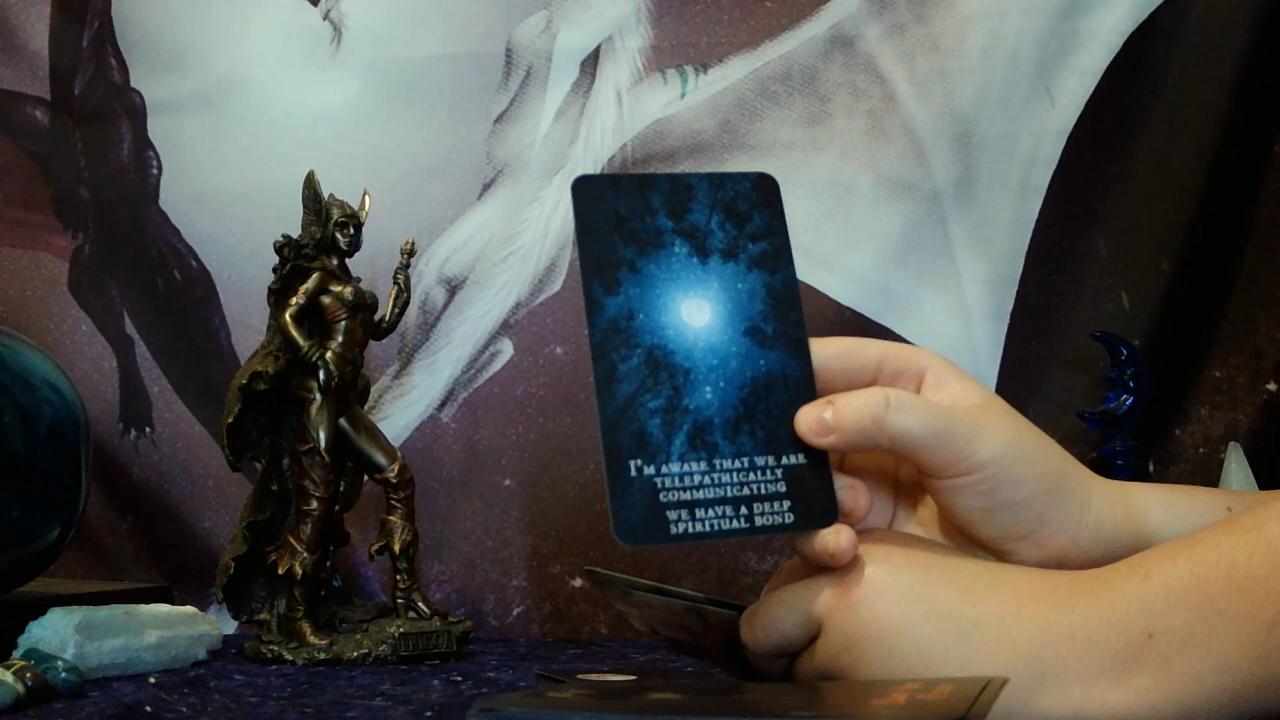 I'M AWARE THAT WE ARE
TELEPATHICALLY
COMMUNICATING
WE HAVE A DEEP
SPIRITUAL BOND